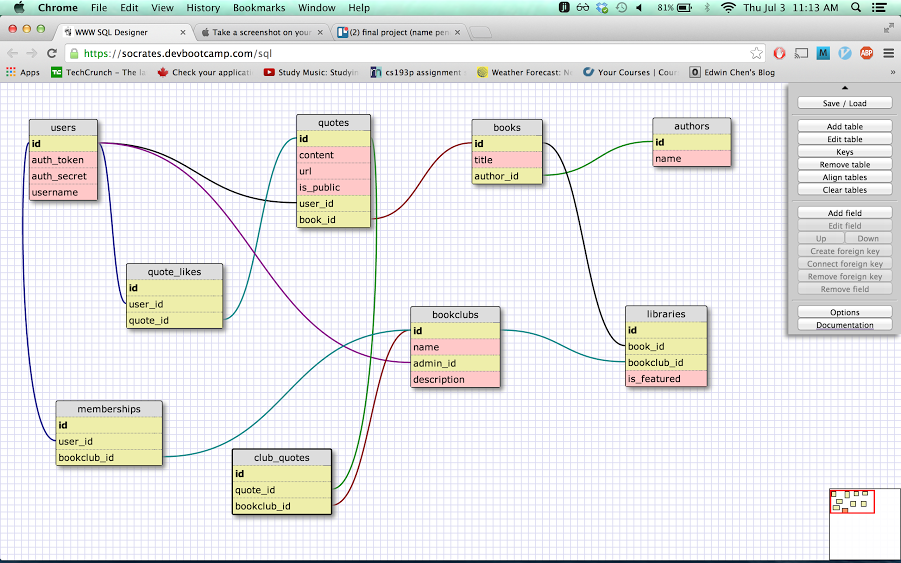 Chrome File Edit View History Bookmarks Window Help 81% Thu Jul 3 11:13 AM
WWW SQL Designer Take a screenshot on your (2) final project (name pen
https://socrates.devbootcamp.com/sql
Apps TechCrunch – The la Check your applicati Study Music: Studyin cs193p assignment Weather Forecast: Ne Your Courses | Cour Edwin Chen's Blog »
users
id
auth_token
auth_secret
username
quotes
id
content
url
is_public
user_id
book_id
books
id
title
author_id
authors
id
name
quote_likes
id
user_id
quote_id
bookclubs
id
name
admin_id
description
libraries
id
book_id
bookclub_id
is_featured
memberships
id
user_id
bookclub_id
club_quotes
id
quote_id
bookclub_id
Save / Load
Add table
Edit table
Keys
Remove table
Align tables
Clear tables
Add field
Edit field
Up Down
Create foreign key
Connect foreign key
Remove foreign key
Remove field
Options
Documentation